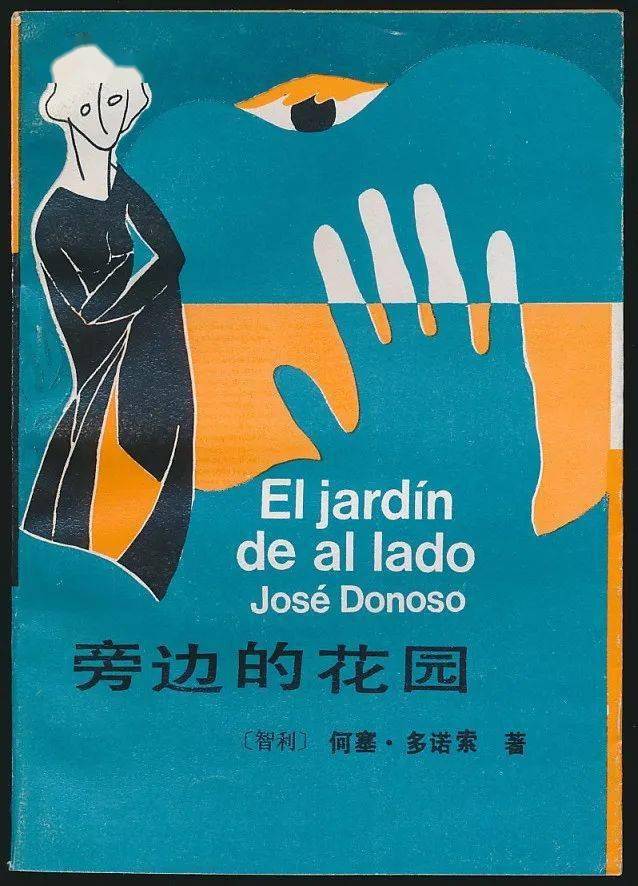 El jardín
de al lado
José Donoso
旁边的花园
〔智利〕 何塞·多诺索 著